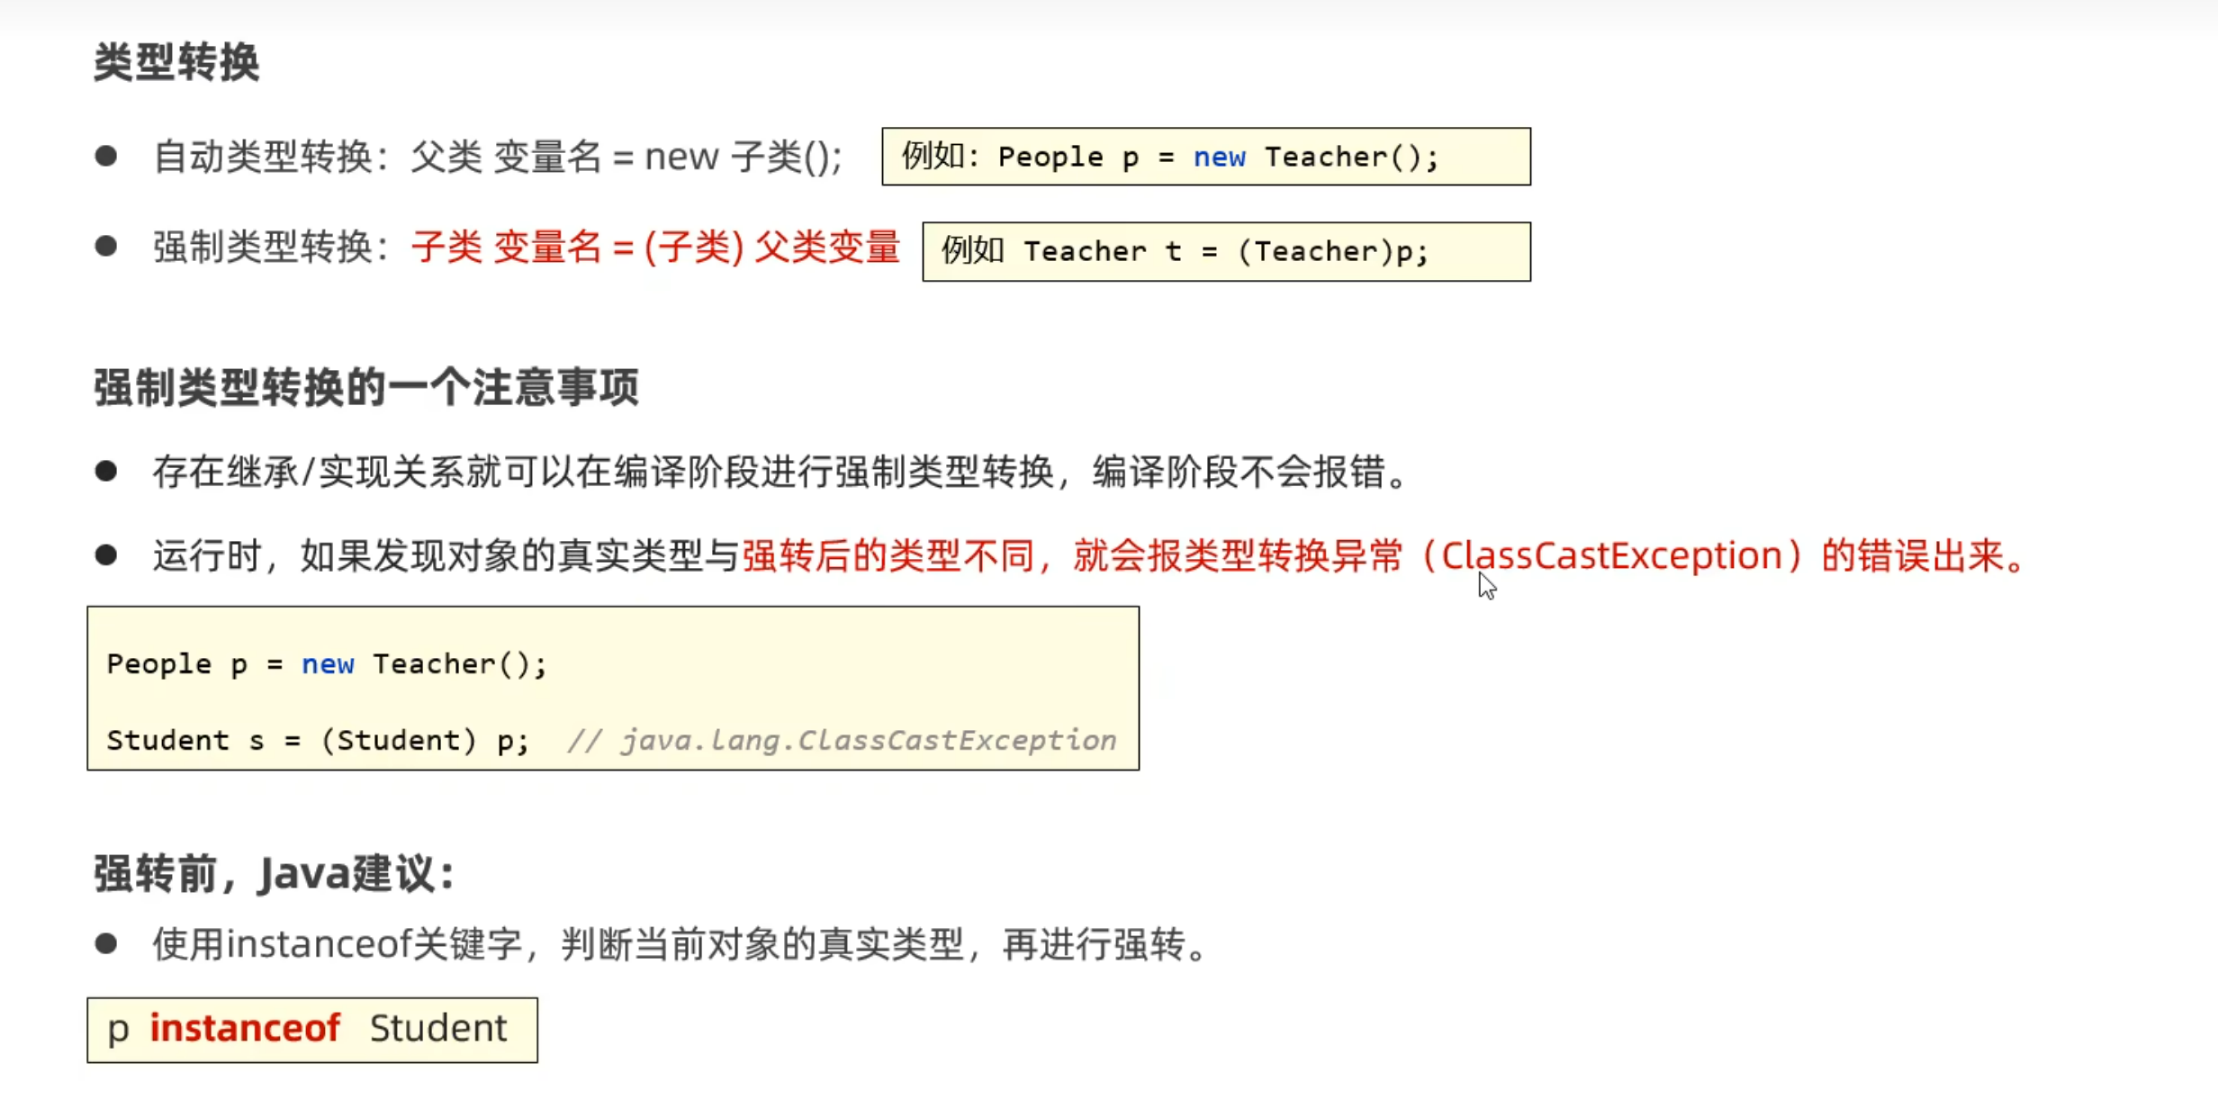 类型转换
自动类型转换：父类 变量名 = new 子类();
例如：People p = new Teacher();
强制类型转换：子类 变量名 = (子类) 父类变量
例如 Teacher t = (Teacher)p;
强制类型转换的一个注意事项
存在继承/实现关系就可以在编译阶段进行强制类型转换，编译阶段不会报错。
运行时，如果发现对象的真实类型与强转后的类型不同，就会报类型转换异常（ClassCastException）的错误出来。
People p = new Teacher();
Student s = (Student) p;  // java.lang.ClassCastException
强转前，Java建议：
使用instanceof关键字，判断当前对象的真实类型，再进行强转。
p instanceof Student